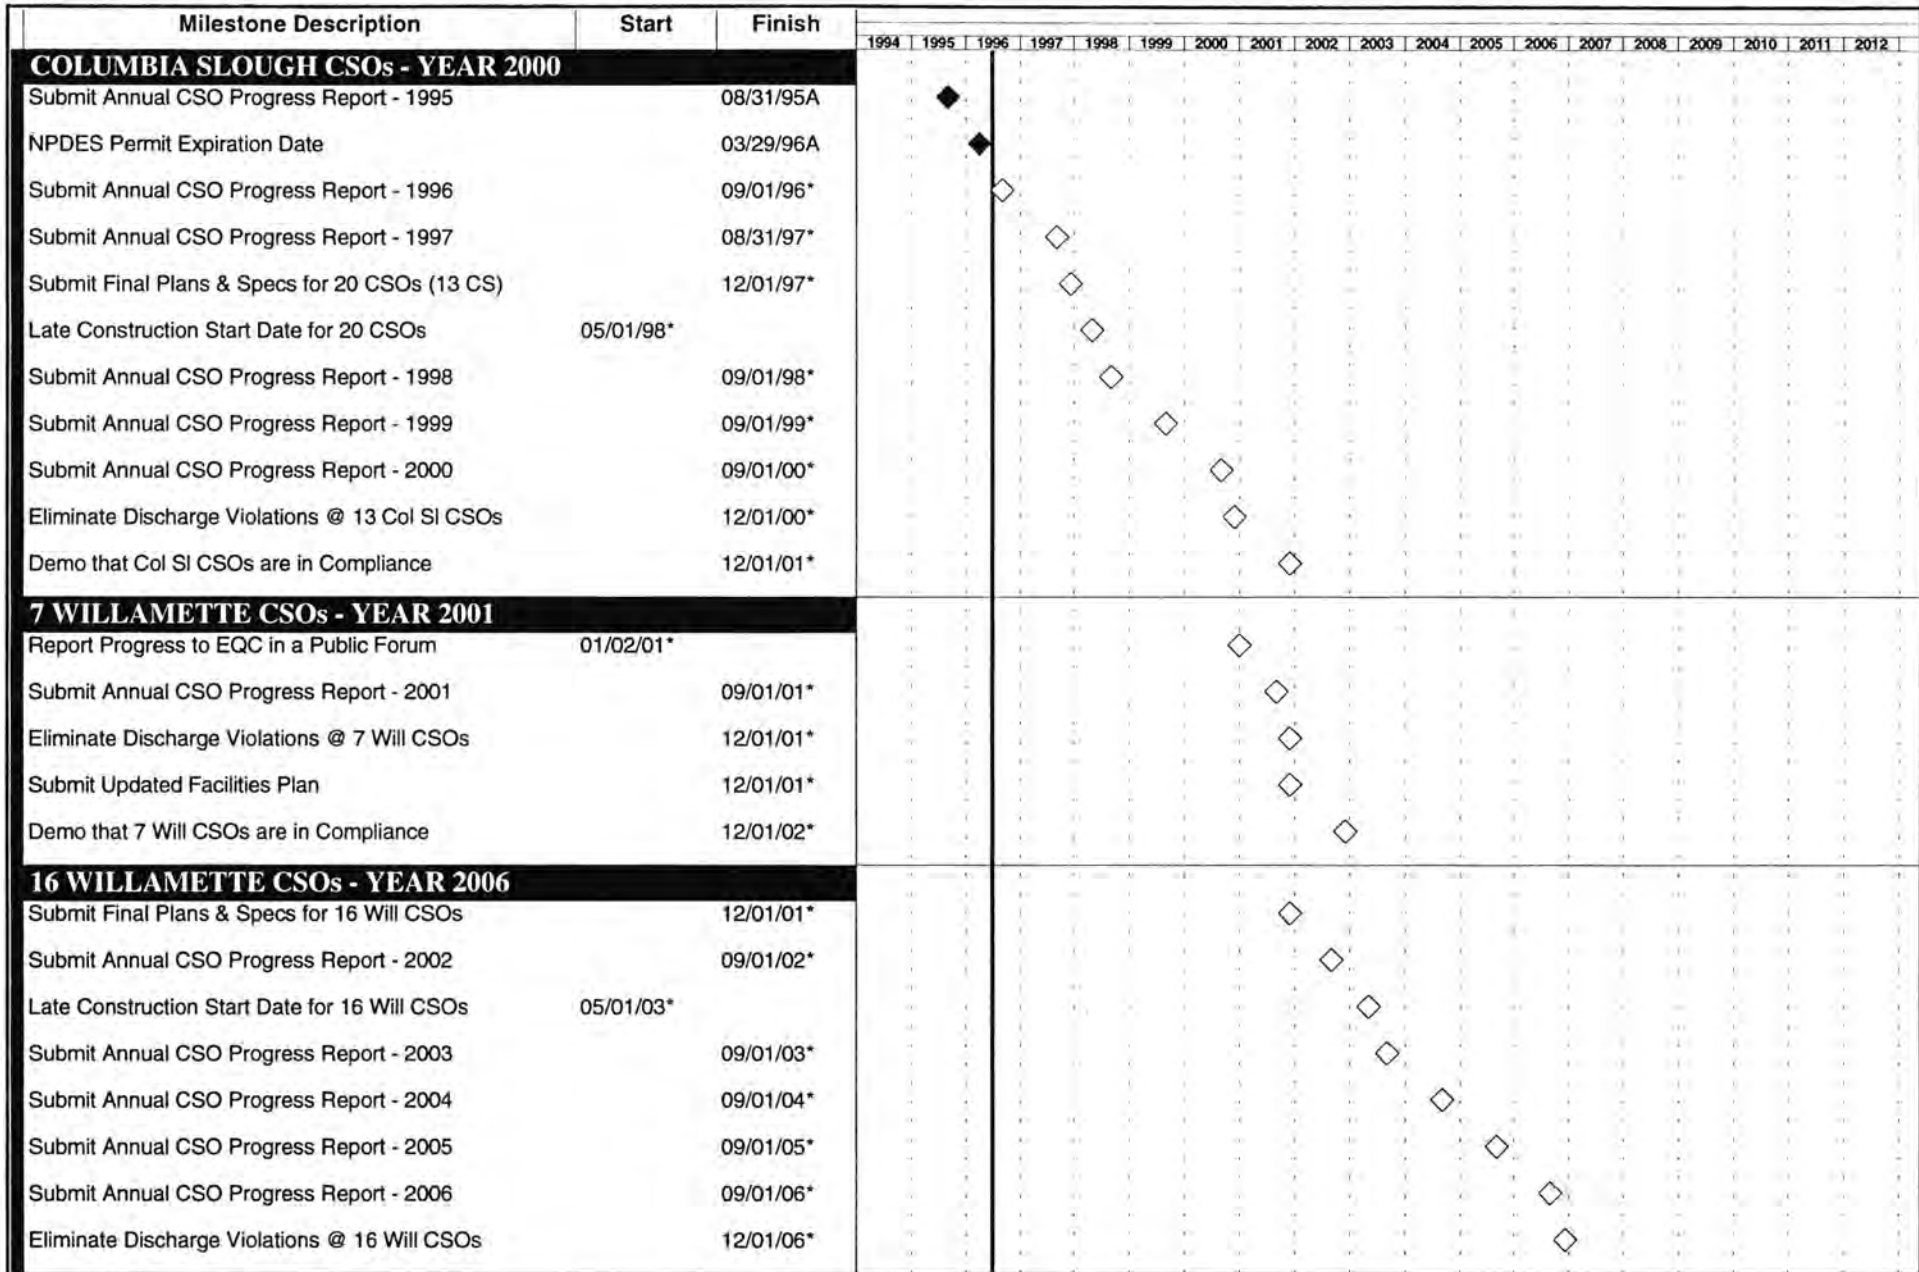 Milestone Description Start Finish
1994 1995 1996 1997 1998 1999 2000 2001 2002 2003 2004 2005 2006 2007 2008 2009 2010 2011 2012
COLUMBIA SLOUGH CSOs - YEAR 2000
Submit Annual CSO Progress Report - 1995 08/31/95A
NPDES Permit Expiration Date 03/29/96A
Submit Annual CSO Progress Report - 1996 09/01/96*
Submit Annual CSO Progress Report - 1997 08/31/97*
Submit Final Plans & Specs for 20 CSOs (13 CS) 12/01/97*
Late Construction Start Date for 20 CSOs 05/01/98*
Submit Annual CSO Progress Report - 1998 09/01/98*
Submit Annual CSO Progress Report - 1999 09/01/99*
Submit Annual CSO Progress Report - 2000 09/01/00*
Eliminate Discharge Violations @ 13 Col Sl CSOs 12/01/00*
Demo that Col Sl CSOs are in Compliance 12/01/01*
7 WILLAMETTE CSOs - YEAR 2001
Report Progress to EQC in a Public Forum 01/02/01*
Submit Annual CSO Progress Report - 2001 09/01/01*
Eliminate Discharge Violations @ 7 Will CSOs 12/01/01*
Submit Updated Facilities Plan 12/01/01*
Demo that 7 Will CSOs are in Compliance 12/01/02*
16 WILLAMETTE CSOs - YEAR 2006
Submit Final Plans & Specs for 16 Will CSOs 12/01/01*
Submit Annual CSO Progress Report - 2002 09/01/02*
Late Construction Start Date for 16 Will CSOs 05/01/03*
Submit Annual CSO Progress Report - 2003 09/01/03*
Submit Annual CSO Progress Report - 2004 09/01/04*
Submit Annual CSO Progress Report - 2005 09/01/05*
Submit Annual CSO Progress Report - 2006 09/01/06*
Eliminate Discharge Violations @ 16 Will CSOs 12/01/06*